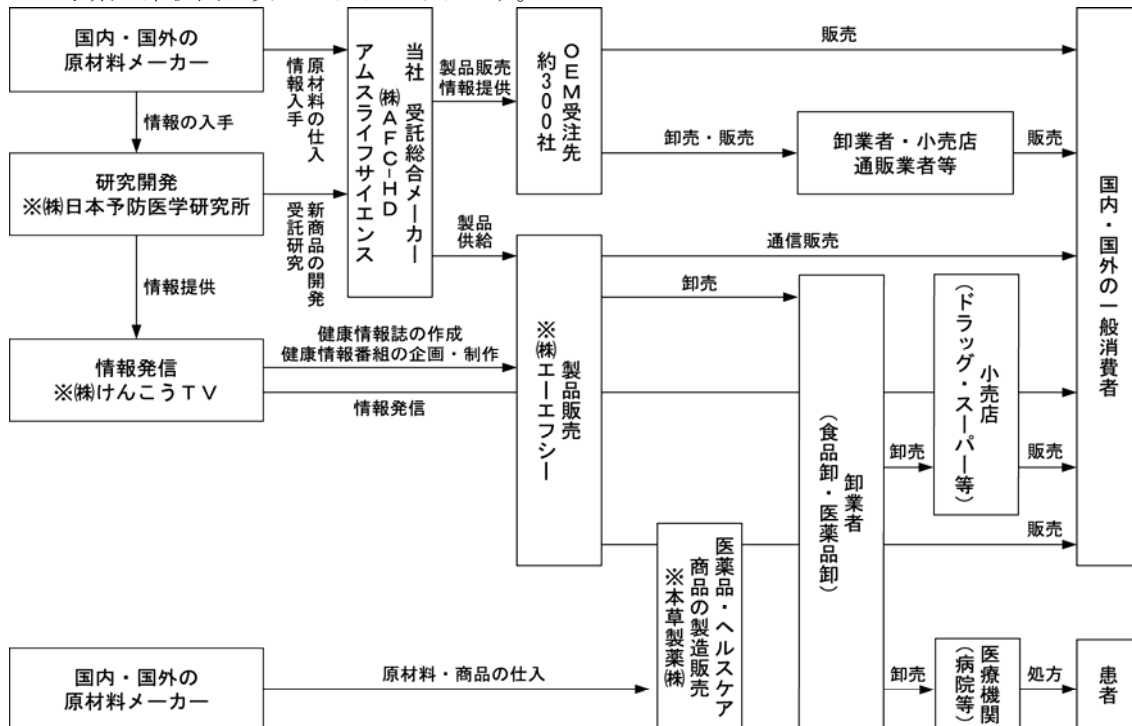 国内・国外の
原材料メーカー
原材料の仕入
情報入手
当社 受託総合メーカー
㈱AFC-HD
アムスライフサイエンス
製品販売
情報提供
OEM受注先
約300社
販売
卸売・販売
卸業者・小売店
通販業者等
販売
国内・国外の一般消費者
情報の入手
研究開発
※㈱日本予防医学研究所
新商品の開発
受託研究
製品
供給
通信販売
卸売
情報提供
健康情報誌の作成
健康情報番組の企画・制作
情報発信
※㈱けんこうTV
情報発信
製品販売
※㈱エーエフシー
卸業者
(食品卸・医薬品卸)
卸売
小売店
(ドラッグ・スーパー等)
販売
販売
医薬品・ヘルスケア
商品の製造販売
※本草製薬㈱
国内・国外の
原材料メーカー
原材料・商品の仕入
卸売
医療機関
(病院等)
処方
患者